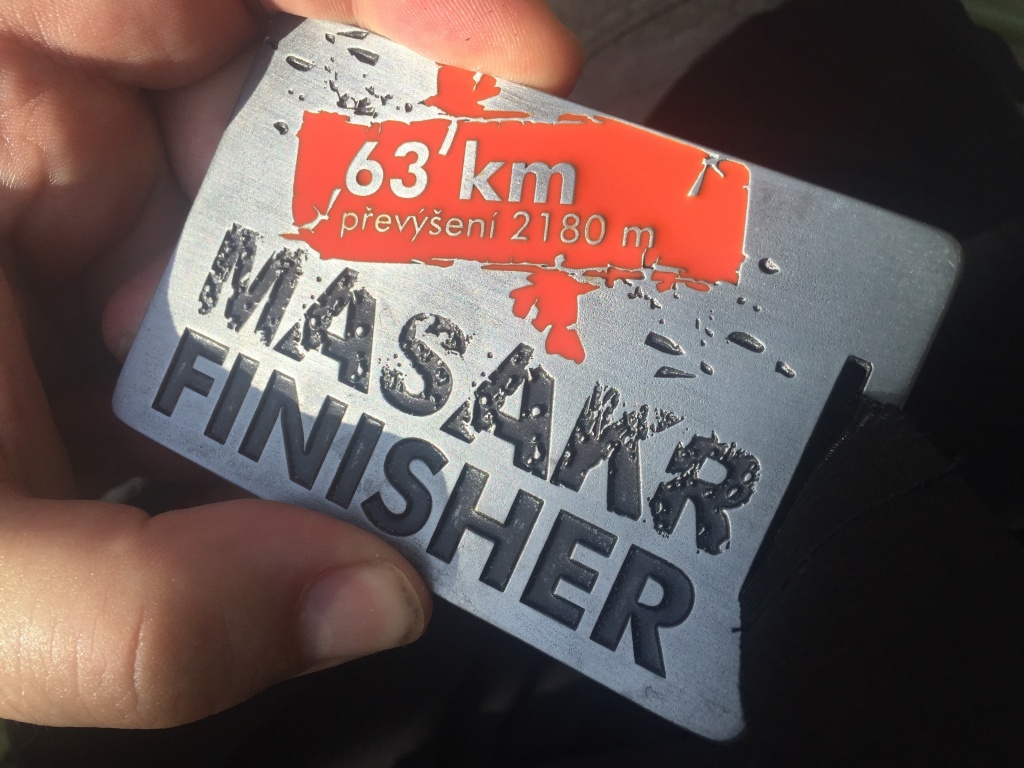 63 km
převýšení 2180 m
MASAKR
FINISHER